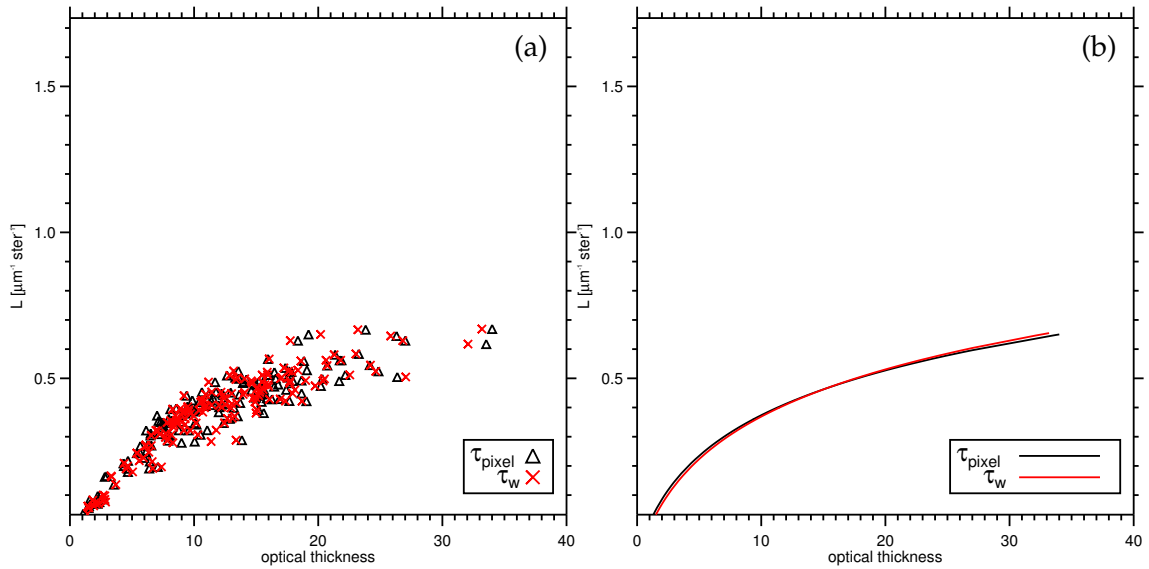 (a)
1.5
1.0
0.5
L [μm⁻¹ ster⁻¹]
τpixel
τw
0 10 20 30 40
optical thickness
(b)
1.5
1.0
0.5
L [μm⁻¹ ster⁻¹]
τpixel
τw
0 10 20 30 40
optical thickness